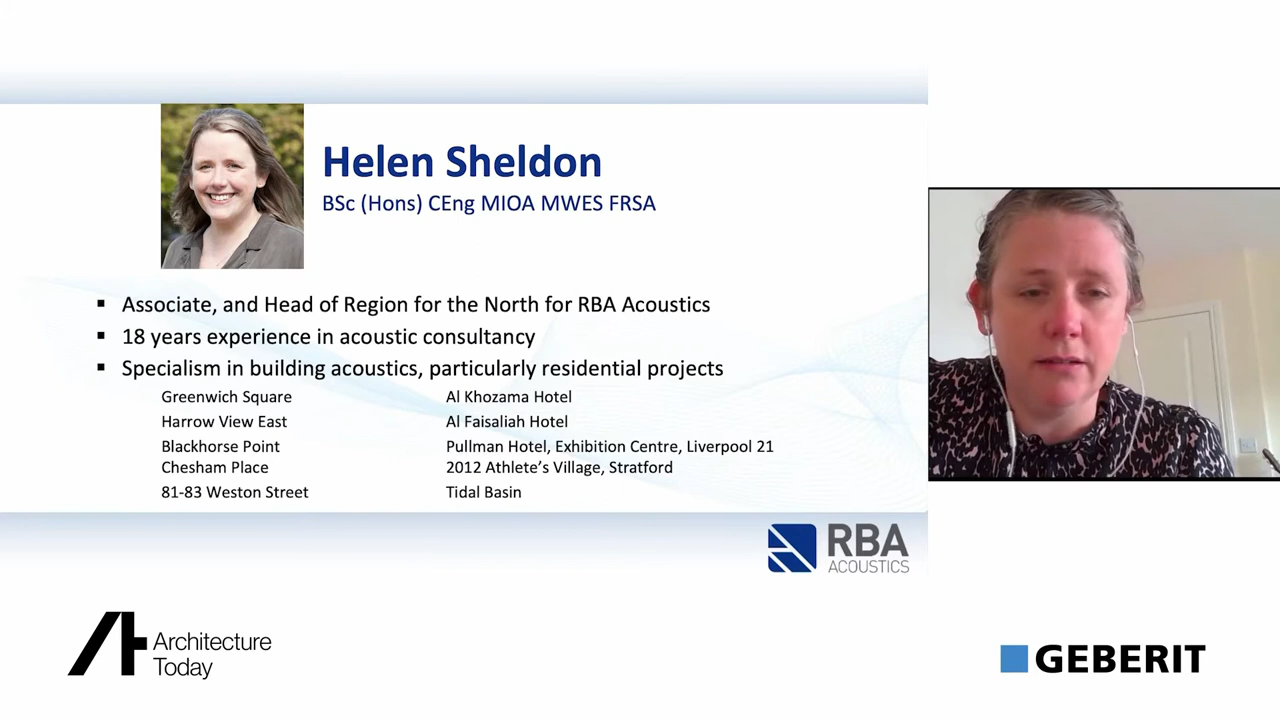 Helen Sheldon
BSc (Hons) CEng MIOA MWES FRSA
▪ Associate, and Head of Region for the North for RBA Acoustics
▪ 18 years experience in acoustic consultancy
▪ Specialism in building acoustics, particularly residential projects
Greenwich Square
Harrow View East
Blackhorse Point
Chesham Place
81-83 Weston Street
Al Khozama Hotel
Al Faisaliah Hotel
Pullman Hotel, Exhibition Centre, Liverpool 21
2012 Athlete's Village, Stratford
Tidal Basin
RBA
ACOUSTICS
Architecture
Today
GEBERIT